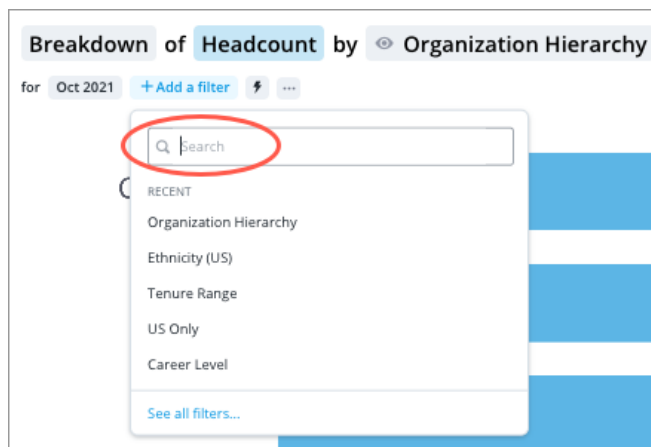 Breakdown of Headcount by Organization Hierarchy
for Oct 2021 + Add a filter ...
Search
RECENT
Organization Hierarchy
Ethnicity (US)
Tenure Range
US Only
Career Level
See all filters...